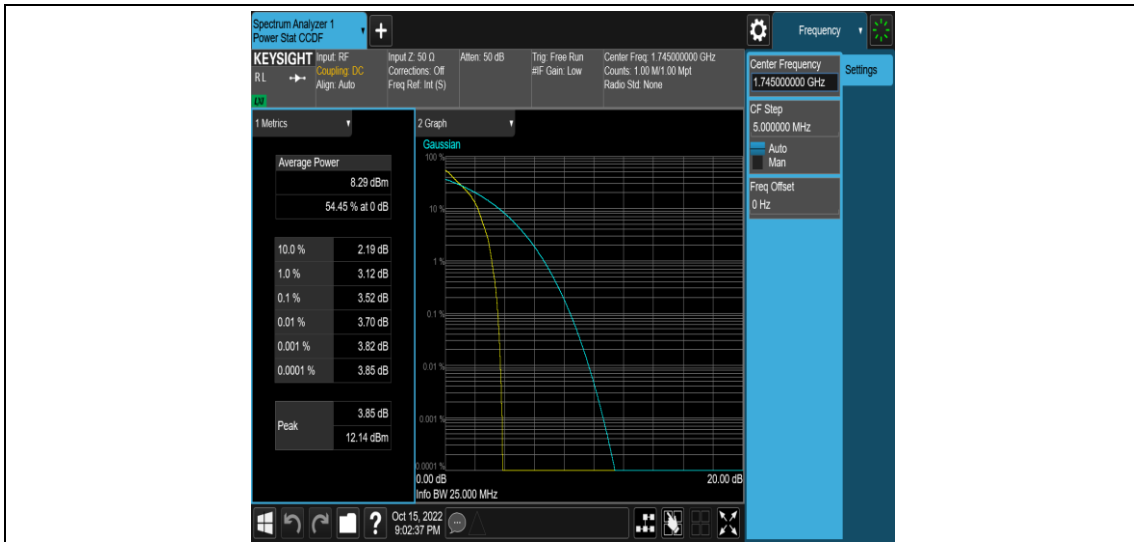 Spectrum Analyzer 1
Power Stat CCDF
+
Frequency
KEYSIGHT
RL
LXI
Input: RF
Coupling: DC
Align: Auto
Input Z: 50 Ω
Corrections: Off
Freq Ref: Int (S)
Atten: 50 dB
Trig: Free Run
#IF Gain: Low
Center Freq: 1.745000000 GHz
Counts: 1.00 M/1.00 Mpt
Radio Std: None
Center Frequency
1.745000000 GHz
Settings
CF Step
5.000000 MHz
Auto
Man
Freq Offset
0 Hz
1 Metrics
Average Power
8.29 dBm
54.45 % at 0 dB
10.0 % 2.19 dB
1.0 % 3.12 dB
0.1 % 3.52 dB
0.01 % 3.70 dB
0.001 % 3.82 dB
0.0001 % 3.85 dB
Peak
3.85 dB
12.14 dBm
2 Graph
Gaussian
100 %
10 %
1 %
0.1 %
0.01 %
0.001 %
0.0001 %
0.00 dB 20.00 dB
Info BW 25.000 MHz
?
Oct 15, 2022
9:02:37 PM